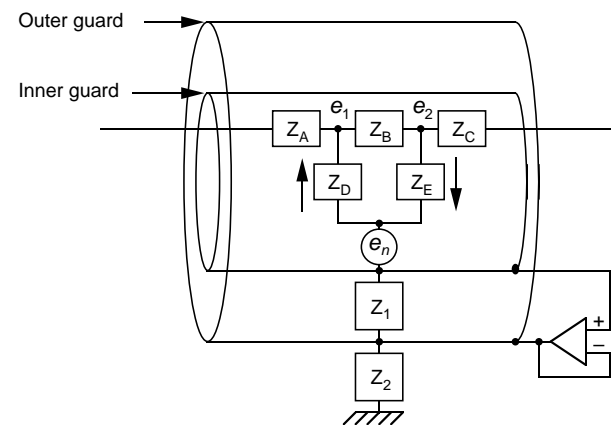 Outer guard
Inner guard
e1 e2
ZA ZB ZC
ZD ZE
en
Z1
+
–
Z2